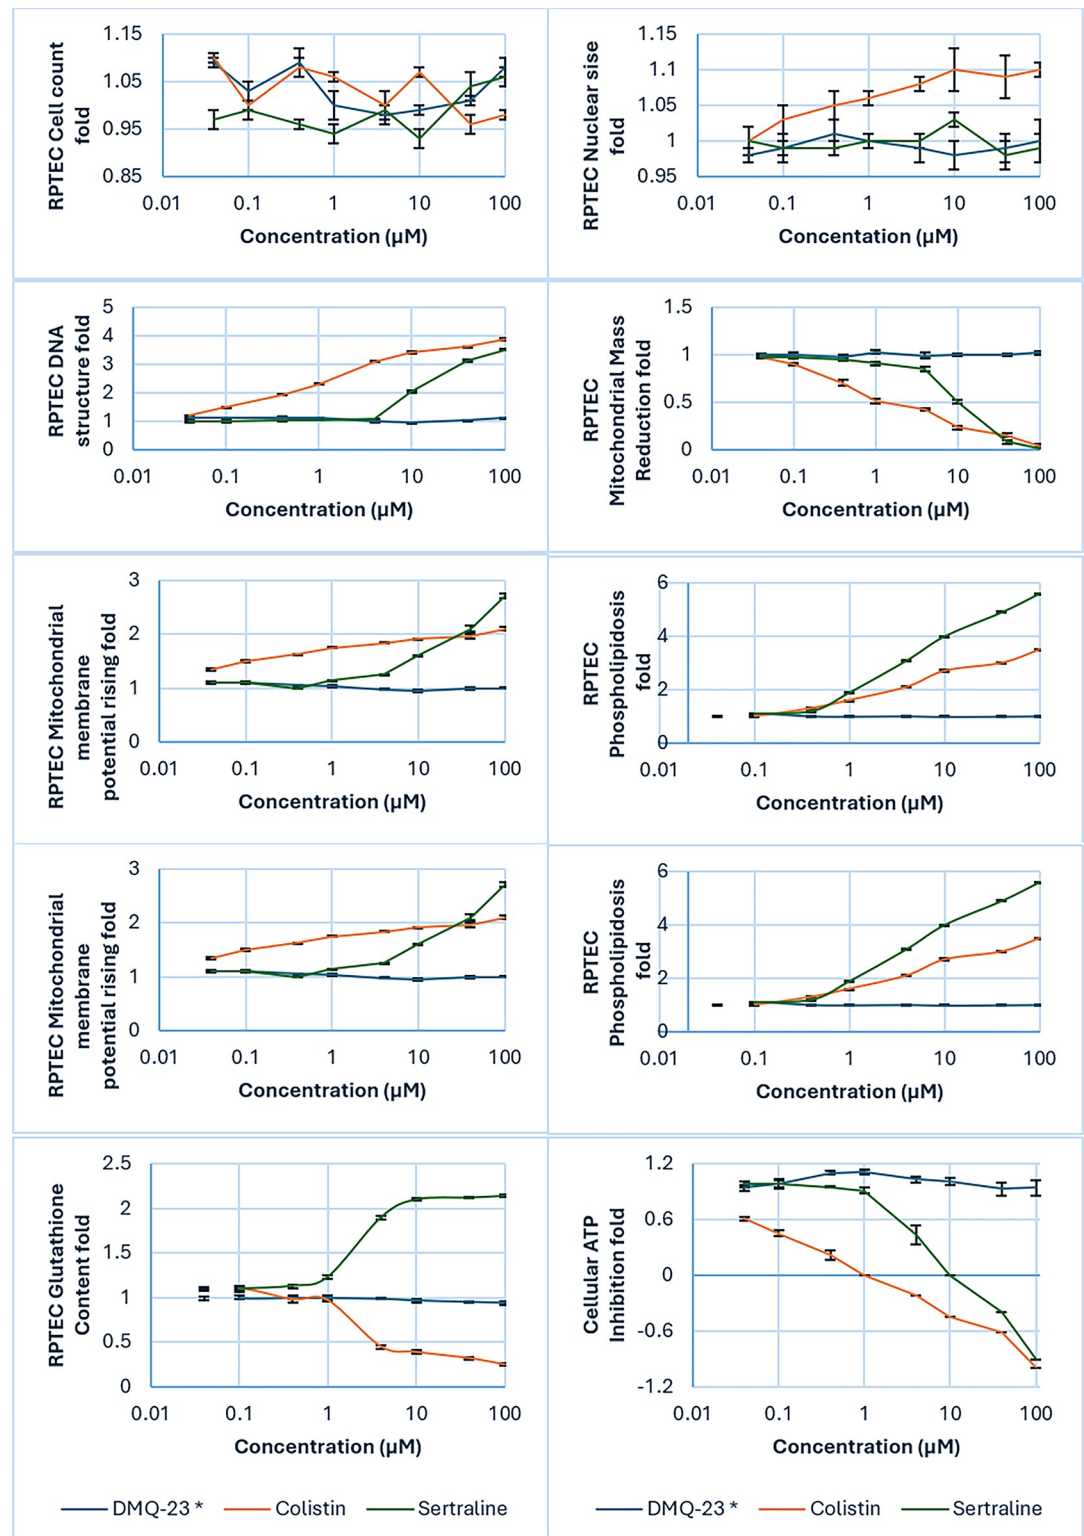 RPTEC Cell count
fold
1.15
1.05
0.95
0.85
0.01 0.1 1 10 100
Concentration (µM)
RPTEC Nuclear sise
fold
1.15
1.1
1.05
1
0.95
0.01 0.1 1 10 100
Concentation (µM)
RPTEC DNA
structure fold
5
4
3
2
1
0
0.01 0.1 1 10 100
Concentration (µM)
RPTEC
Mitochondrial Mass
Reduction fold
1.5
1
0.5
0
0.01 0.1 1 10 100
Concentration (µM)
RPTEC Mitochondrial
membrane
potential rising fold
3
2
1
0
0.01 0.1 1 10 100
Concentration (µM)
RPTEC
Phospholipidosis
fold
6
4
2
0
0.01 0.1 1 10 100
Concentration (µM)
RPTEC Mitochondrial
membrane
potential rising fold
3
2
1
0
0.01 0.1 1 10 100
Concentration (µM)
RPTEC
Phospholipidosis
fold
6
4
2
0
0.01 0.1 1 10 100
Concentration (µM)
RPTEC Glutathione
Content fold
2.5
2
1.5
1
0.5
0
0.01 0.1 1 10 100
Concentration (µM)
Cellular ATP
Inhibition fold
1.2
0.6
0
-0.6
-1.2
0.01 0.1 1 10 100
Concentration (µM)
DMQ-23 * Colistin Sertraline
DMQ-23 * Colistin Sertraline